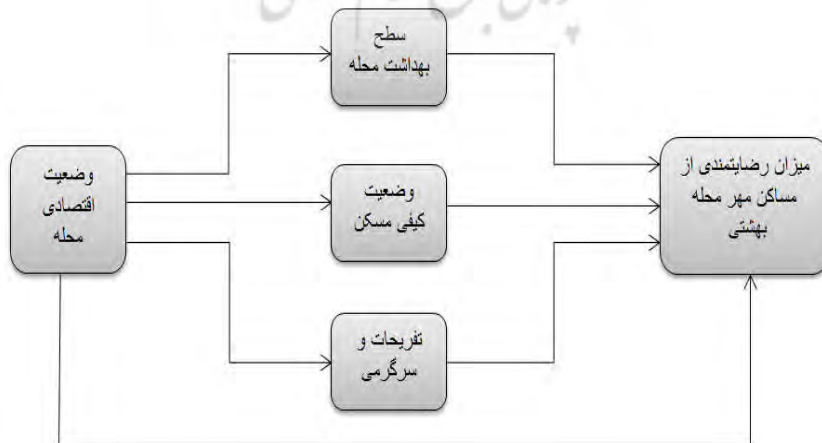 سطح
بهداشت محله
وضعیت
اقتصادی
محله
وضعیت
کیفی مسکن
میزان رضایتمندی از
مساکن مهر محله
بهشتی
تفریحات و
سرگرمی